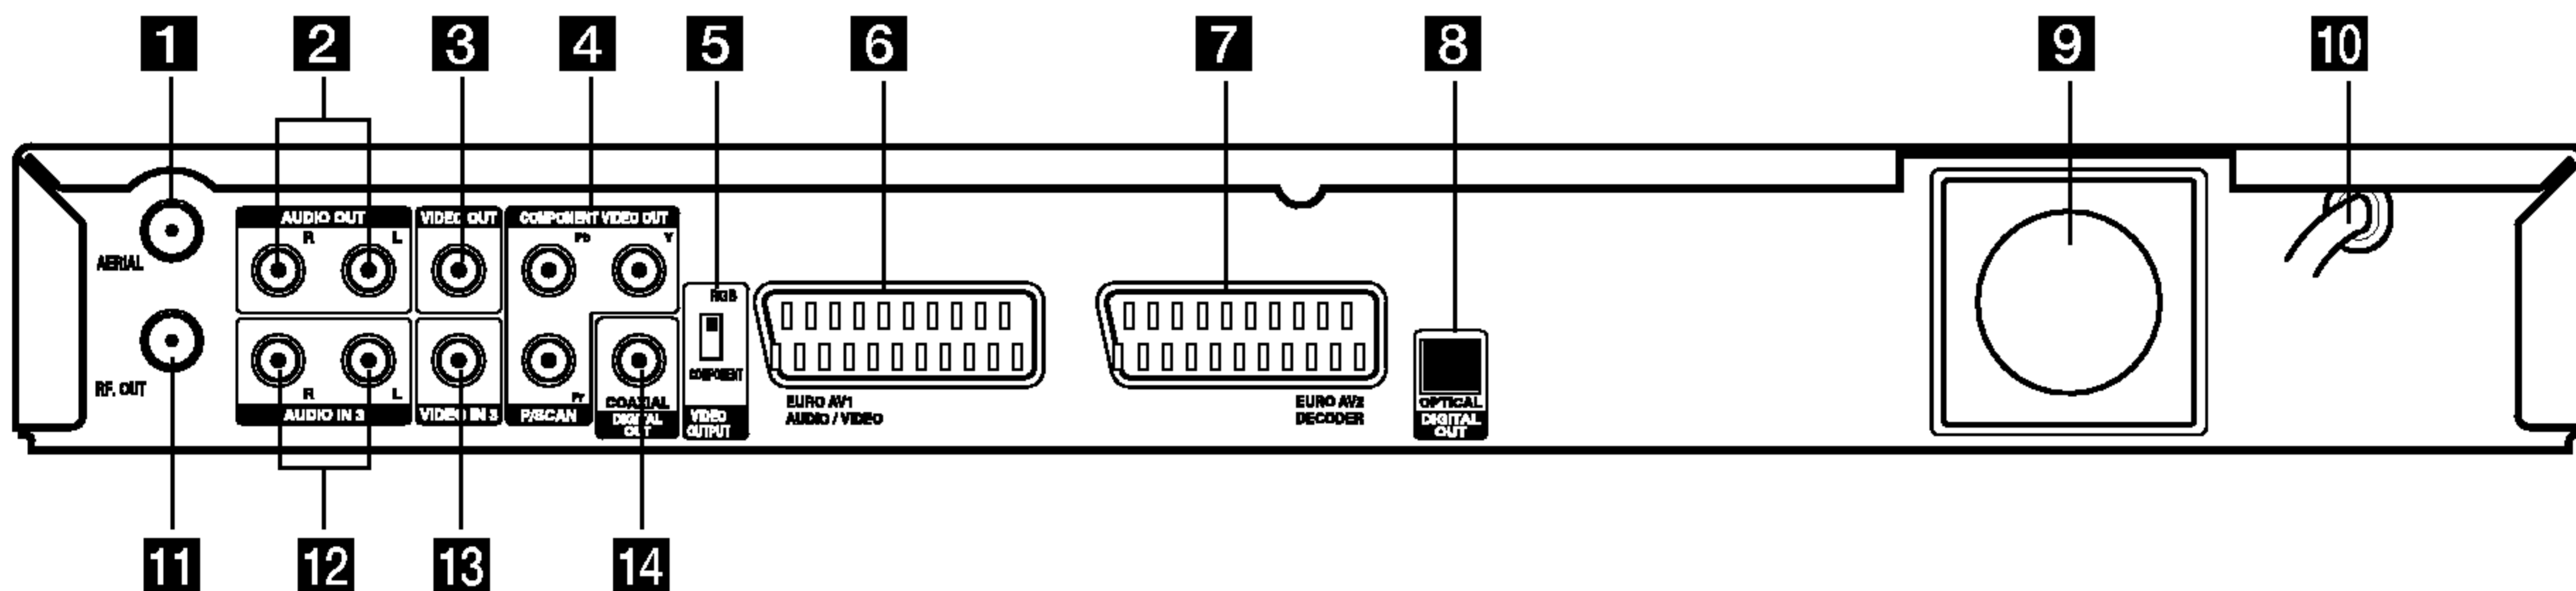 1 2 3 4 5 6 7 8 9 10
AUDIO OUT
R L
VIDEO OUT
COMPONENT VIDEO OUT
Pb Y
AERIAL
RF. OUT
R L
AUDIO IN 3
VIDEO IN 3
Pr
P/SCAN
COAXIAL
DIGITAL
OUT
RGB
COMPONENT
VIDEO
OUTPUT
EURO AV1
AUDIO / VIDEO
EURO AV2
DECODER
OPTICAL
DIGITAL
OUT
11 12 13 14